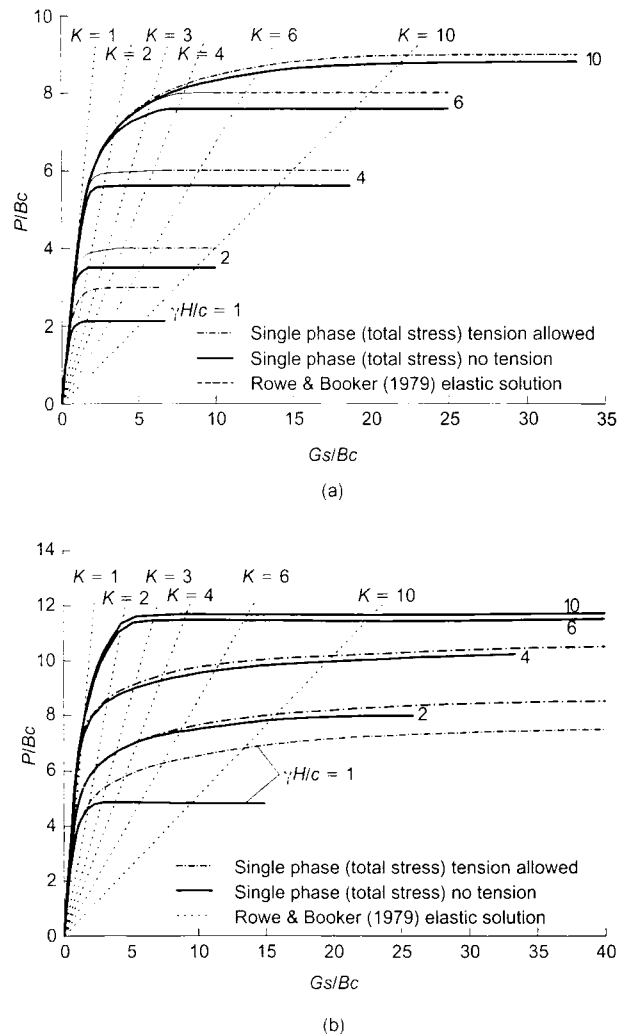 10
K = 1 K = 3 K = 6 K = 10
K = 2 K = 4
10
8
6
6
4
P/Bc
4
2
γH/c = 1
2
Single phase (total stress) tension allowed
Single phase (total stress) no tension
Rowe & Booker (1979) elastic solution
0
0 5 10 15 20 25 30 35
Gs/Bc
(a)
14
K = 1 K = 3 K = 6
K = 2 K = 4 K = 10
12
10
6
10
4
8
2
P/Bc
6
γH/c = 1
4
Single phase (total stress) tension allowed
2
Single phase (total stress) no tension
Rowe & Booker (1979) elastic solution
0
0 5 10 15 20 25 30 35 40
Gs/Bc
(b)